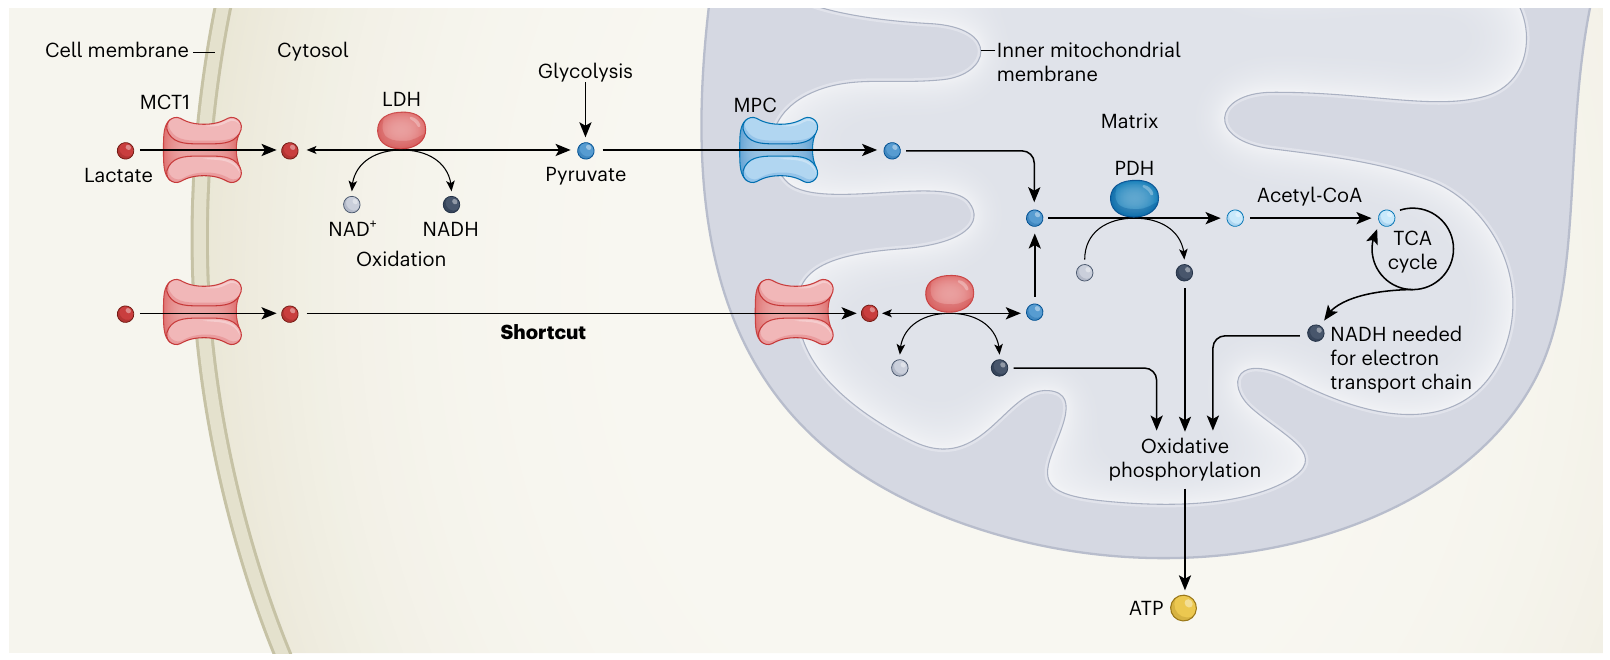 Cell membrane
Cytosol
Inner mitochondrial
membrane
Glycolysis
MCT1
LDH
MPC
Matrix
Lactate
Pyruvate
PDH
Acetyl-CoA
NAD⁺
NADH
Oxidation
TCA
cycle
Shortcut
NADH needed
for electron
transport chain
Oxidative
phosphorylation
ATP